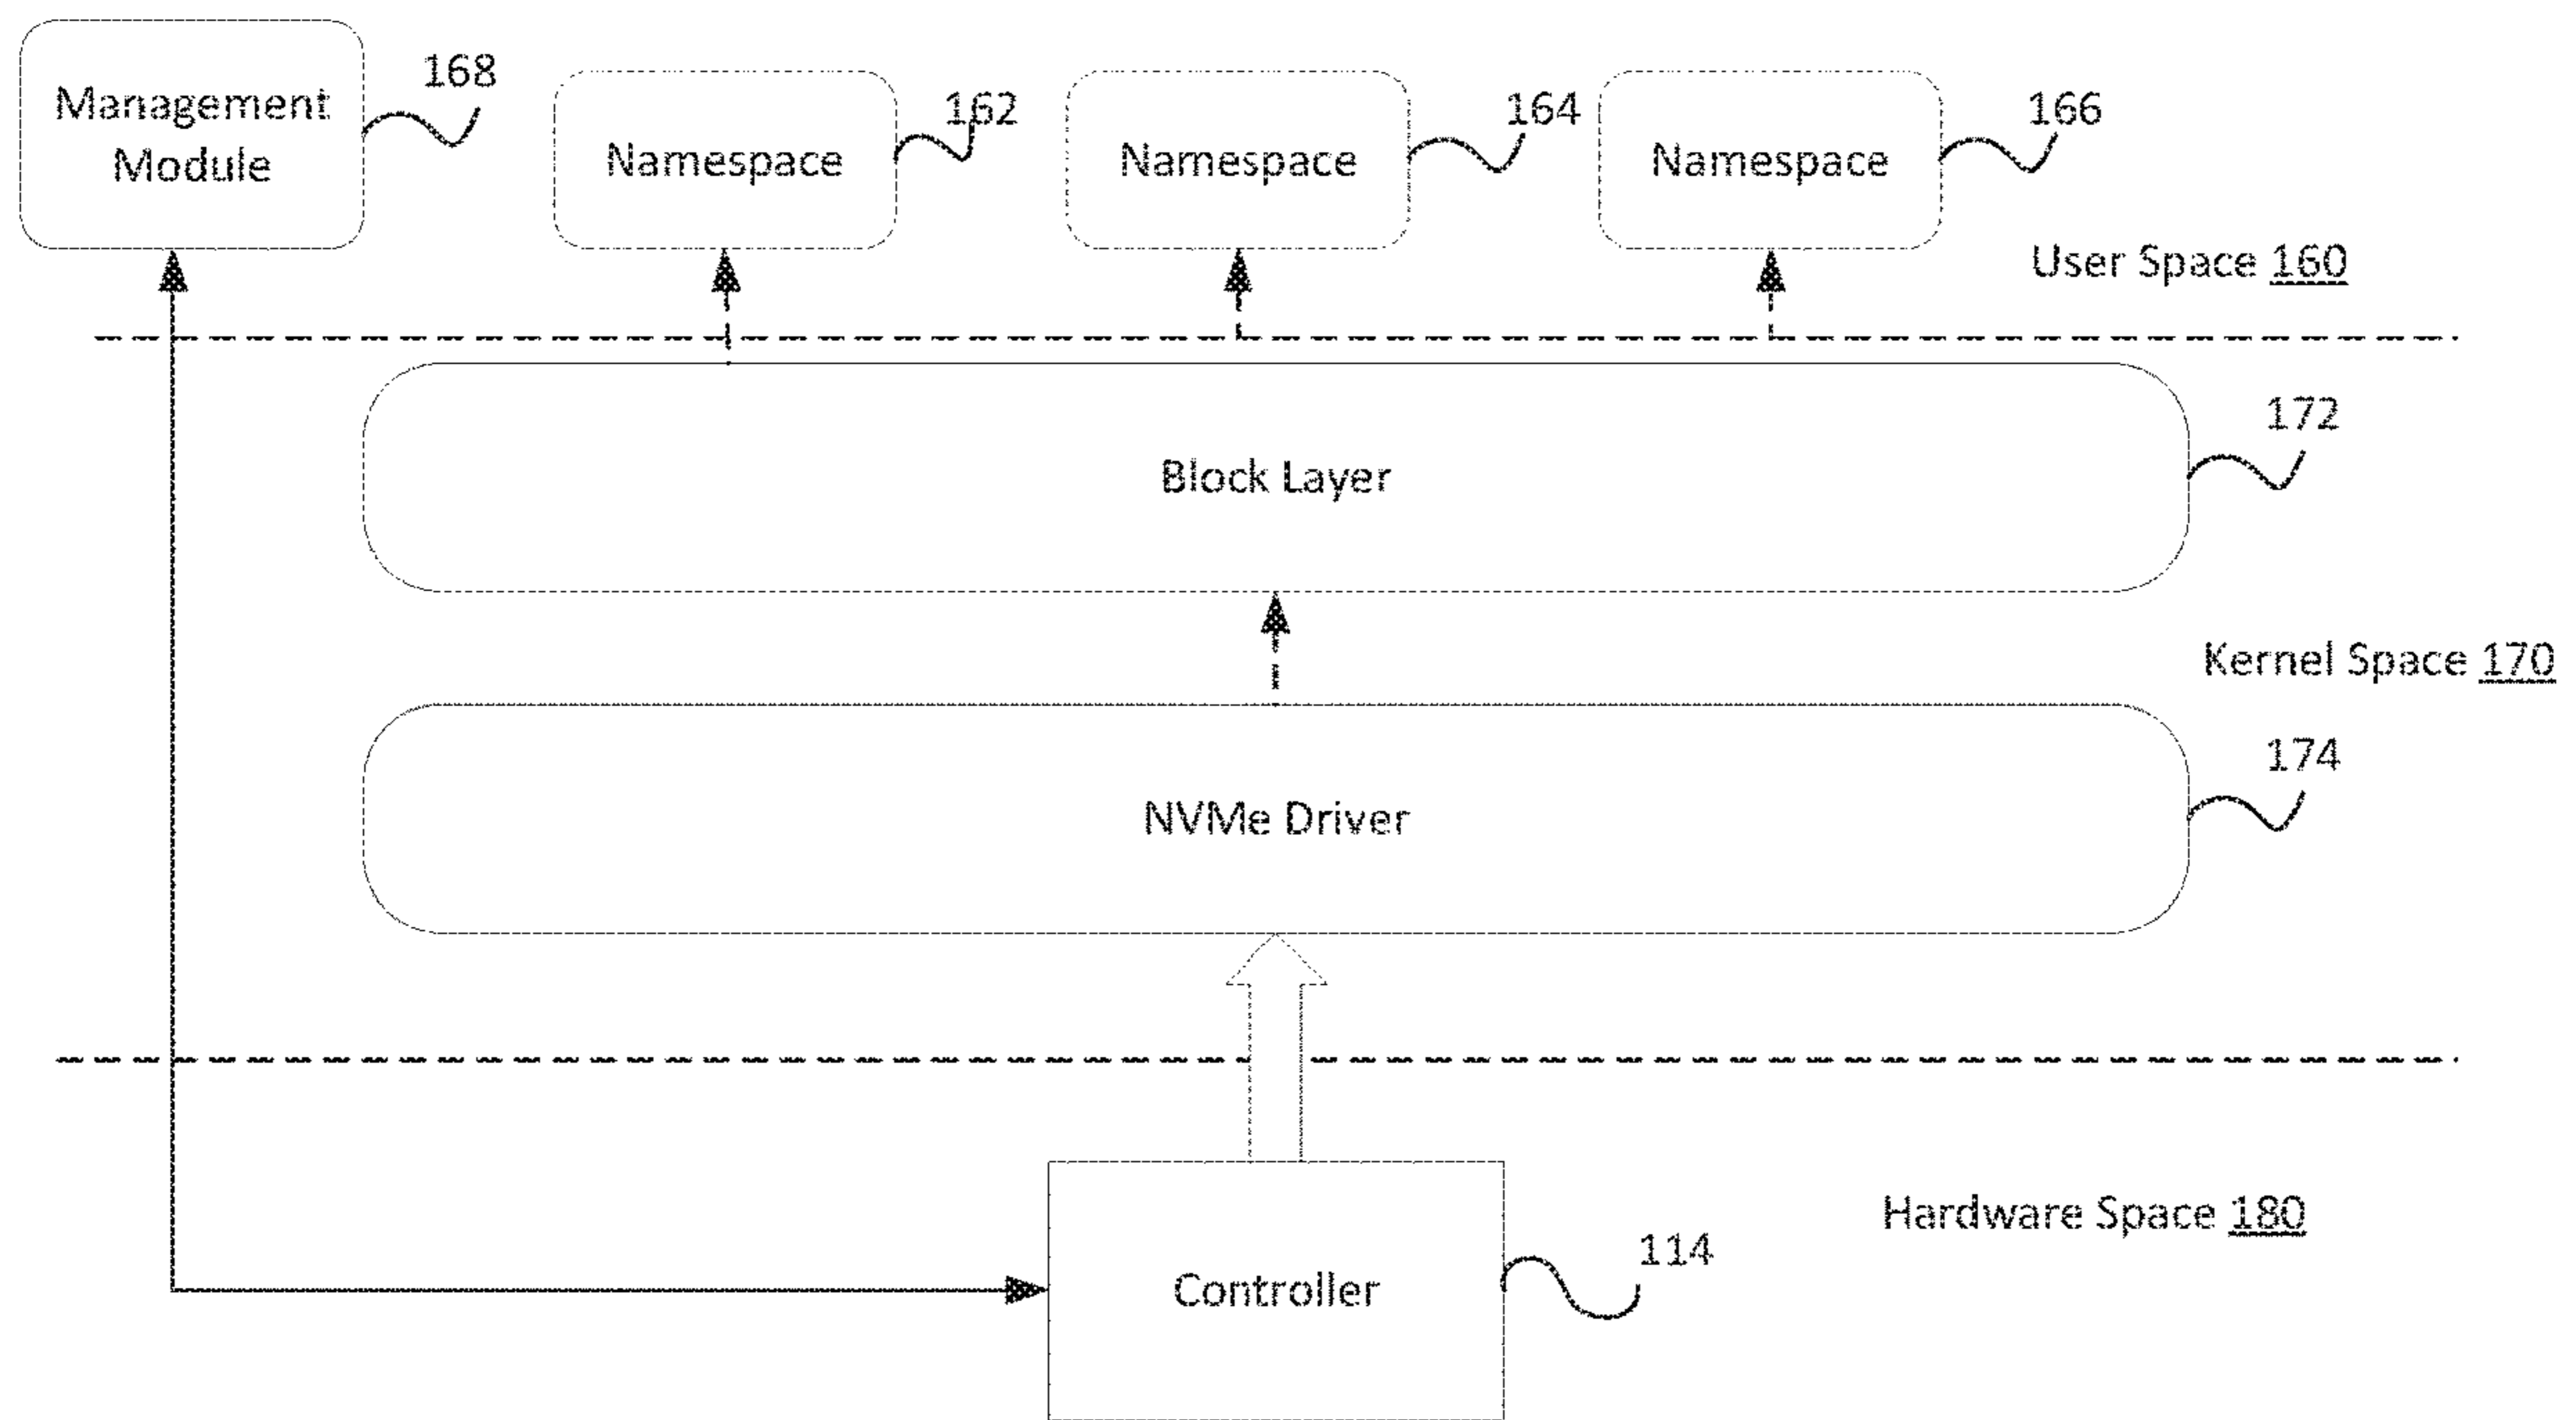 Management
Module
168
Namespace
162
Namespace
164
Namespace
166
User Space 160
Block Layer
172
Kernel Space 170
NVMe Driver
174
Hardware Space 180
Controller
114